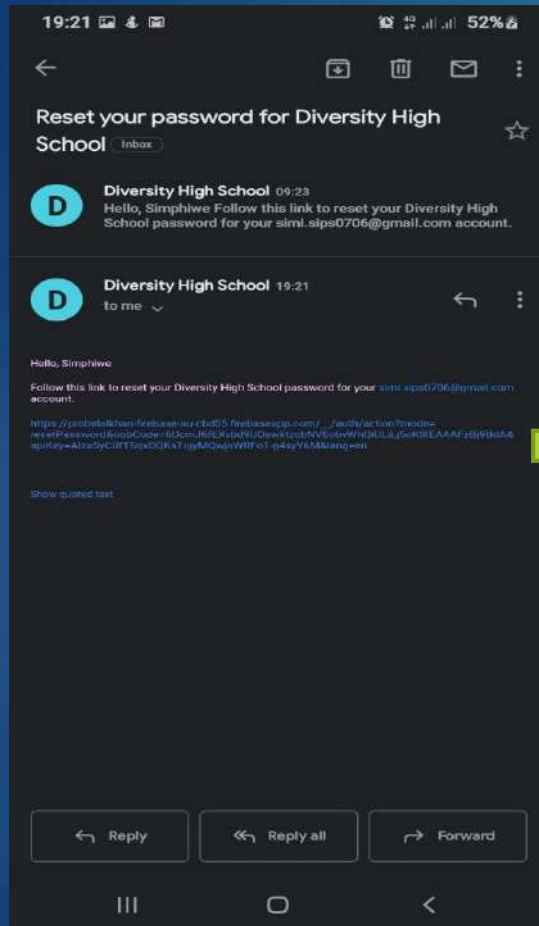 19:21
52%
Reset your password for Diversity High
School Inbox
D
Diversity High School 09:23
Hello, Simphiwe Follow this link to reset your Diversity High
School password for your simi.sips0706@gmail.com account.
D
Diversity High School 19:21
to me
Hello, Simphiwe
Follow this link to reset your Diversity High School password for your simi.sips0706@gmail.com
account.
Show quoted text
Reply
Reply all
Forward